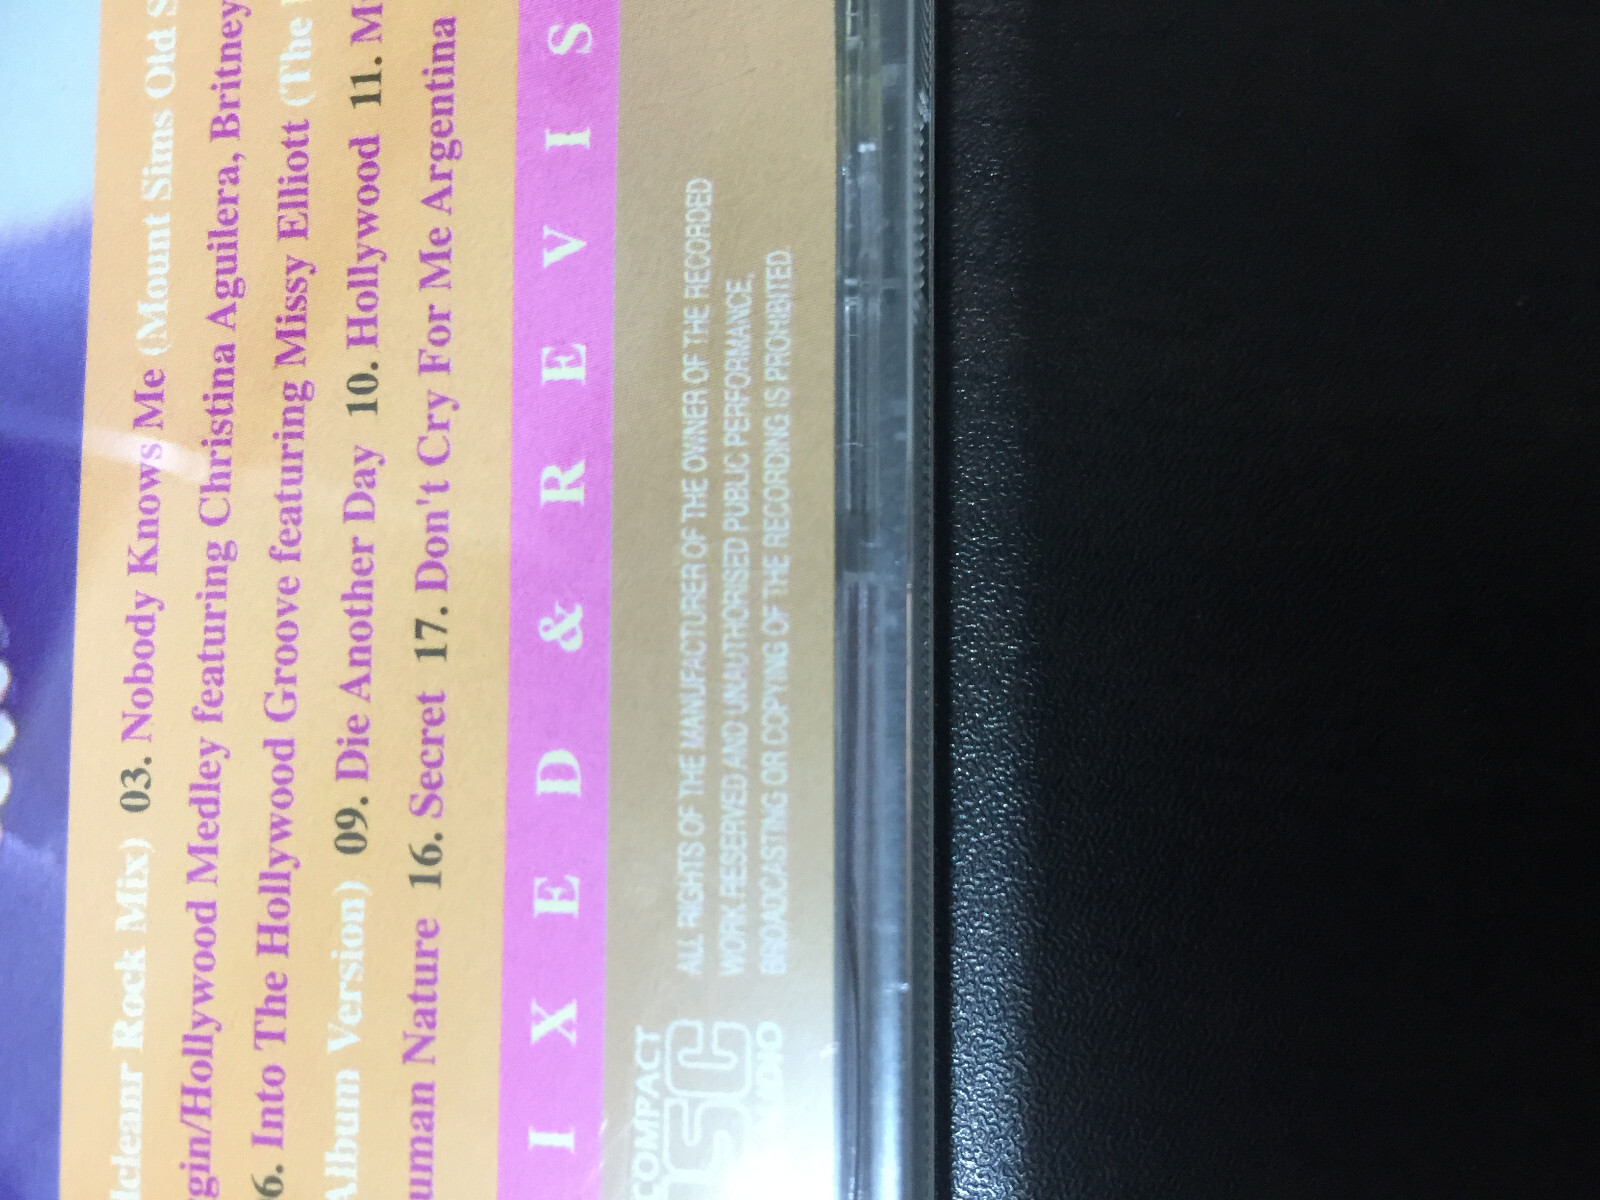 Rock Mix) 03. Nobody Knows Me (Mount Sims Old S
gin/Hollywood Medley featuring Christina Aguilera, Britney
6. Into The Hollywood Groove featuring Missy Elliott (The
Album Version) 09. Die Another Day 10. Hollywood 11. M
uman Nature 16. Secret 17. Don't Cry For Me Argentina
I X E D & R E V I S
ALL RIGHTS OF THE MANUFACTURER OF THE OWNER OF THE RECORDED
WORK RESERVED AND UNAUTHORISED PUBLIC PERFORMANCE,
BROADCASTING OR COPYING OF THE RECORDING IS PROHIBITED.
COMPACT
ISC
AUDIO